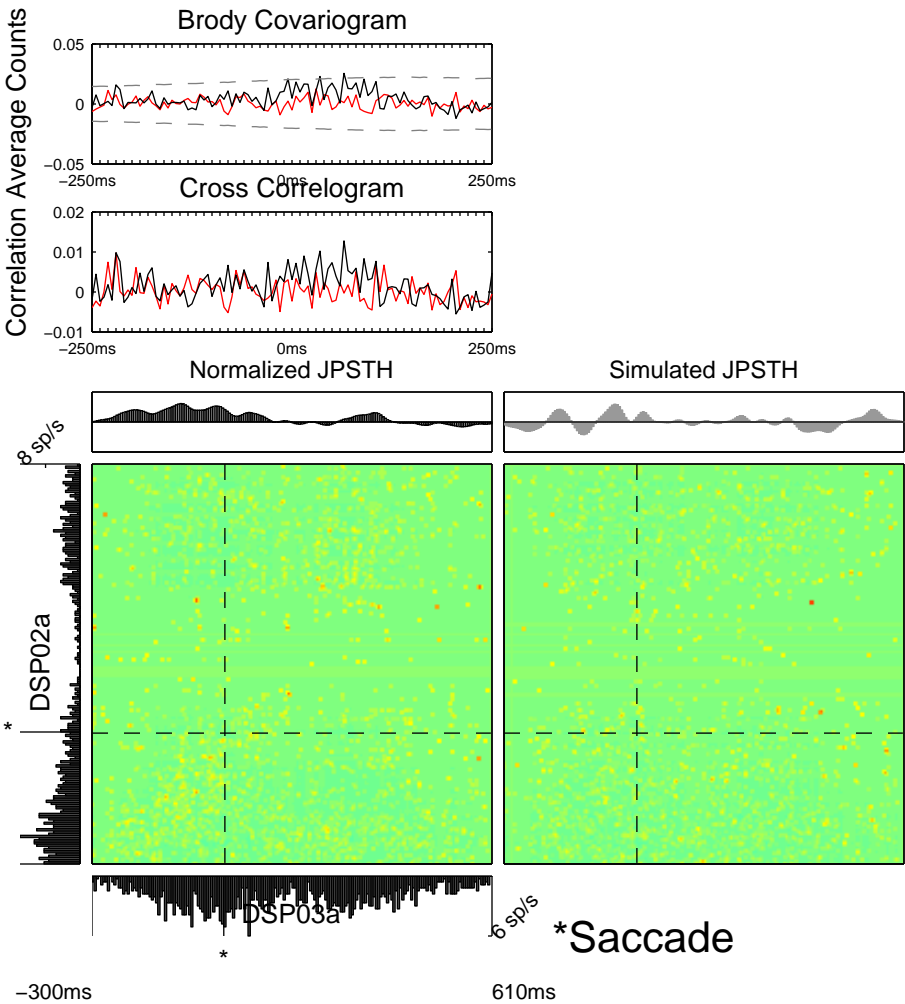 Brody Covariogram
Correlation Average Counts
0.05
0
−0.05
−250ms
0ms
250ms
Cross Correlogram
0.02
0.01
0
−0.01
−250ms
0ms
250ms
Normalized JPSTH
Simulated JPSTH
8 sp/s
DSP02a
*
DSP03a
6 sp/s
*
*Saccade
−300ms
610ms